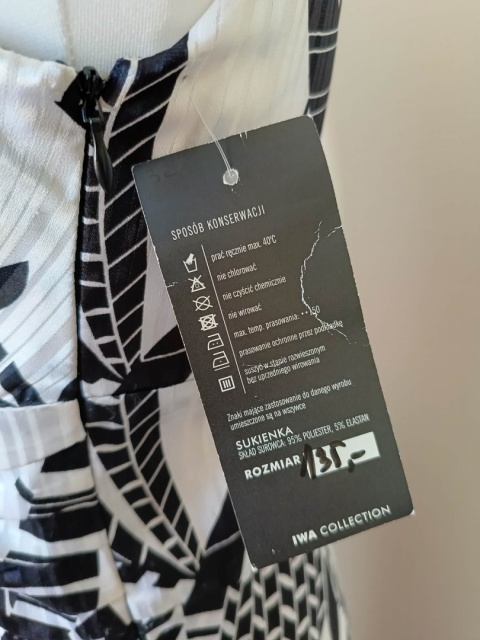 SPOSÓB KONSERWACJI
prać ręcznie max. 40°C
nie chlorować
nie czyścić chemicznie
nie wirować
max. temp. prasowania: ••150
prasowanie ochronne przez podkładkę
suszyć w stanie rozwieszonym
bez uprzedniego wirowania
Znaki mające zastosowanie do danego wyrobu
umieszczone są na wszywce
SUKIENKA
SKŁAD SUROWCA: 95% POLIESTER, 5% ELASTAN
ROZMIAR 135,-
IWA COLLECTION